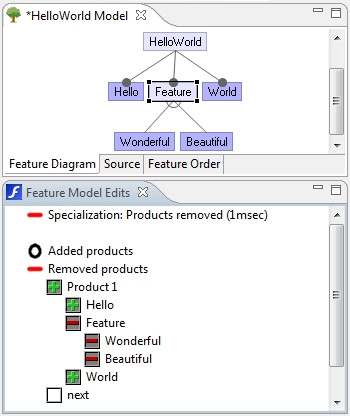 *HelloWorld Model
HelloWorld
Hello Feature World
Wonderful Beautiful
Feature Diagram Source Feature Order
Feature Model Edits
Specialization: Products removed (1msec)
Added products
Removed products
Product 1
Hello
Feature
Wonderful
Beautiful
World
next